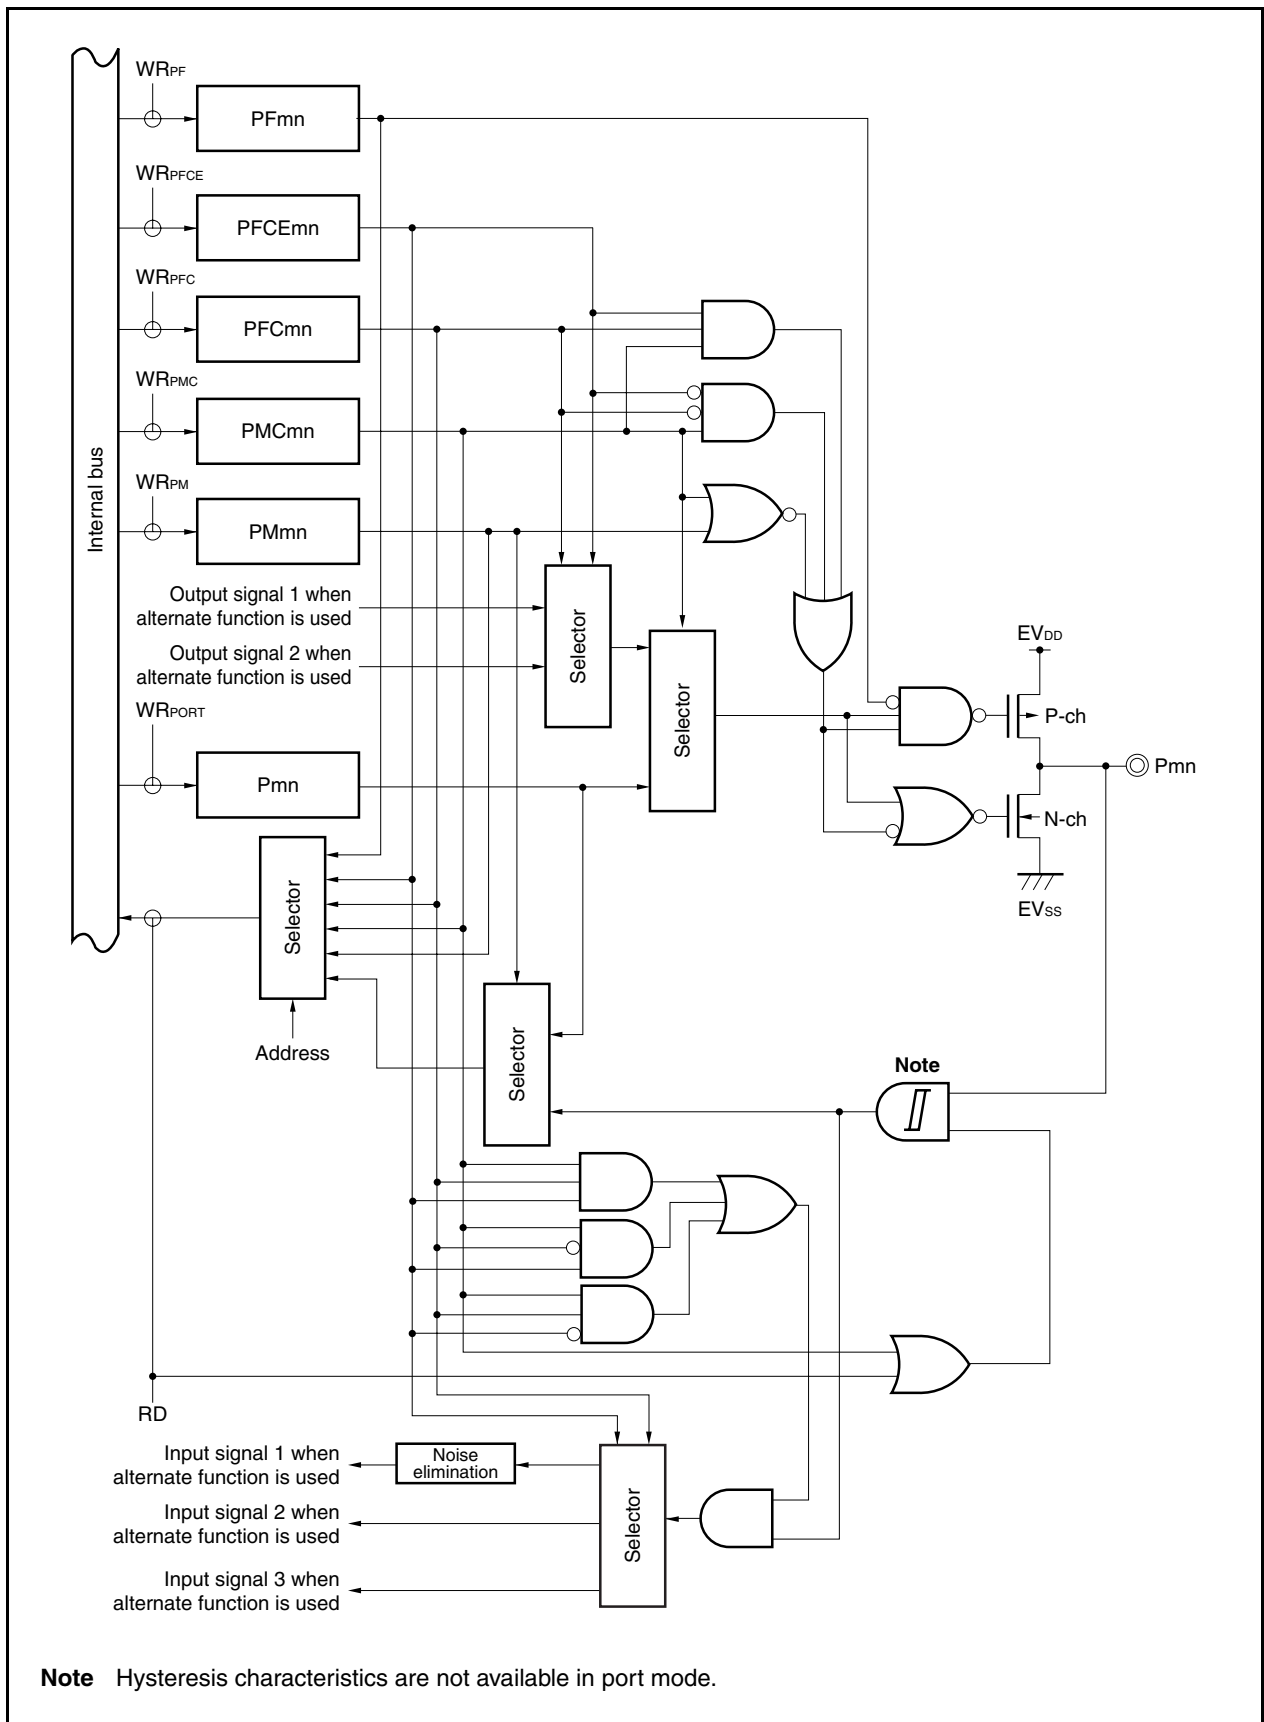 WRPF
PFmn
WRPFCE
PFCEmn
WRPFC
PFCmn
WRPMC
PMCmn
Internal bus
WRPM
PMmn
Output signal 1 when
alternate function is used
Output signal 2 when
alternate function is used
Selector
Selector
EVDD
P-ch
WRPORT
Pmn
Pmn
N-ch
EVSS
Selector
Address
Selector
Note
RD
Input signal 1 when
alternate function is used
Noise
elimination
Input signal 2 when
alternate function is used
Selector
Input signal 3 when
alternate function is used
Note Hysteresis characteristics are not available in port mode.